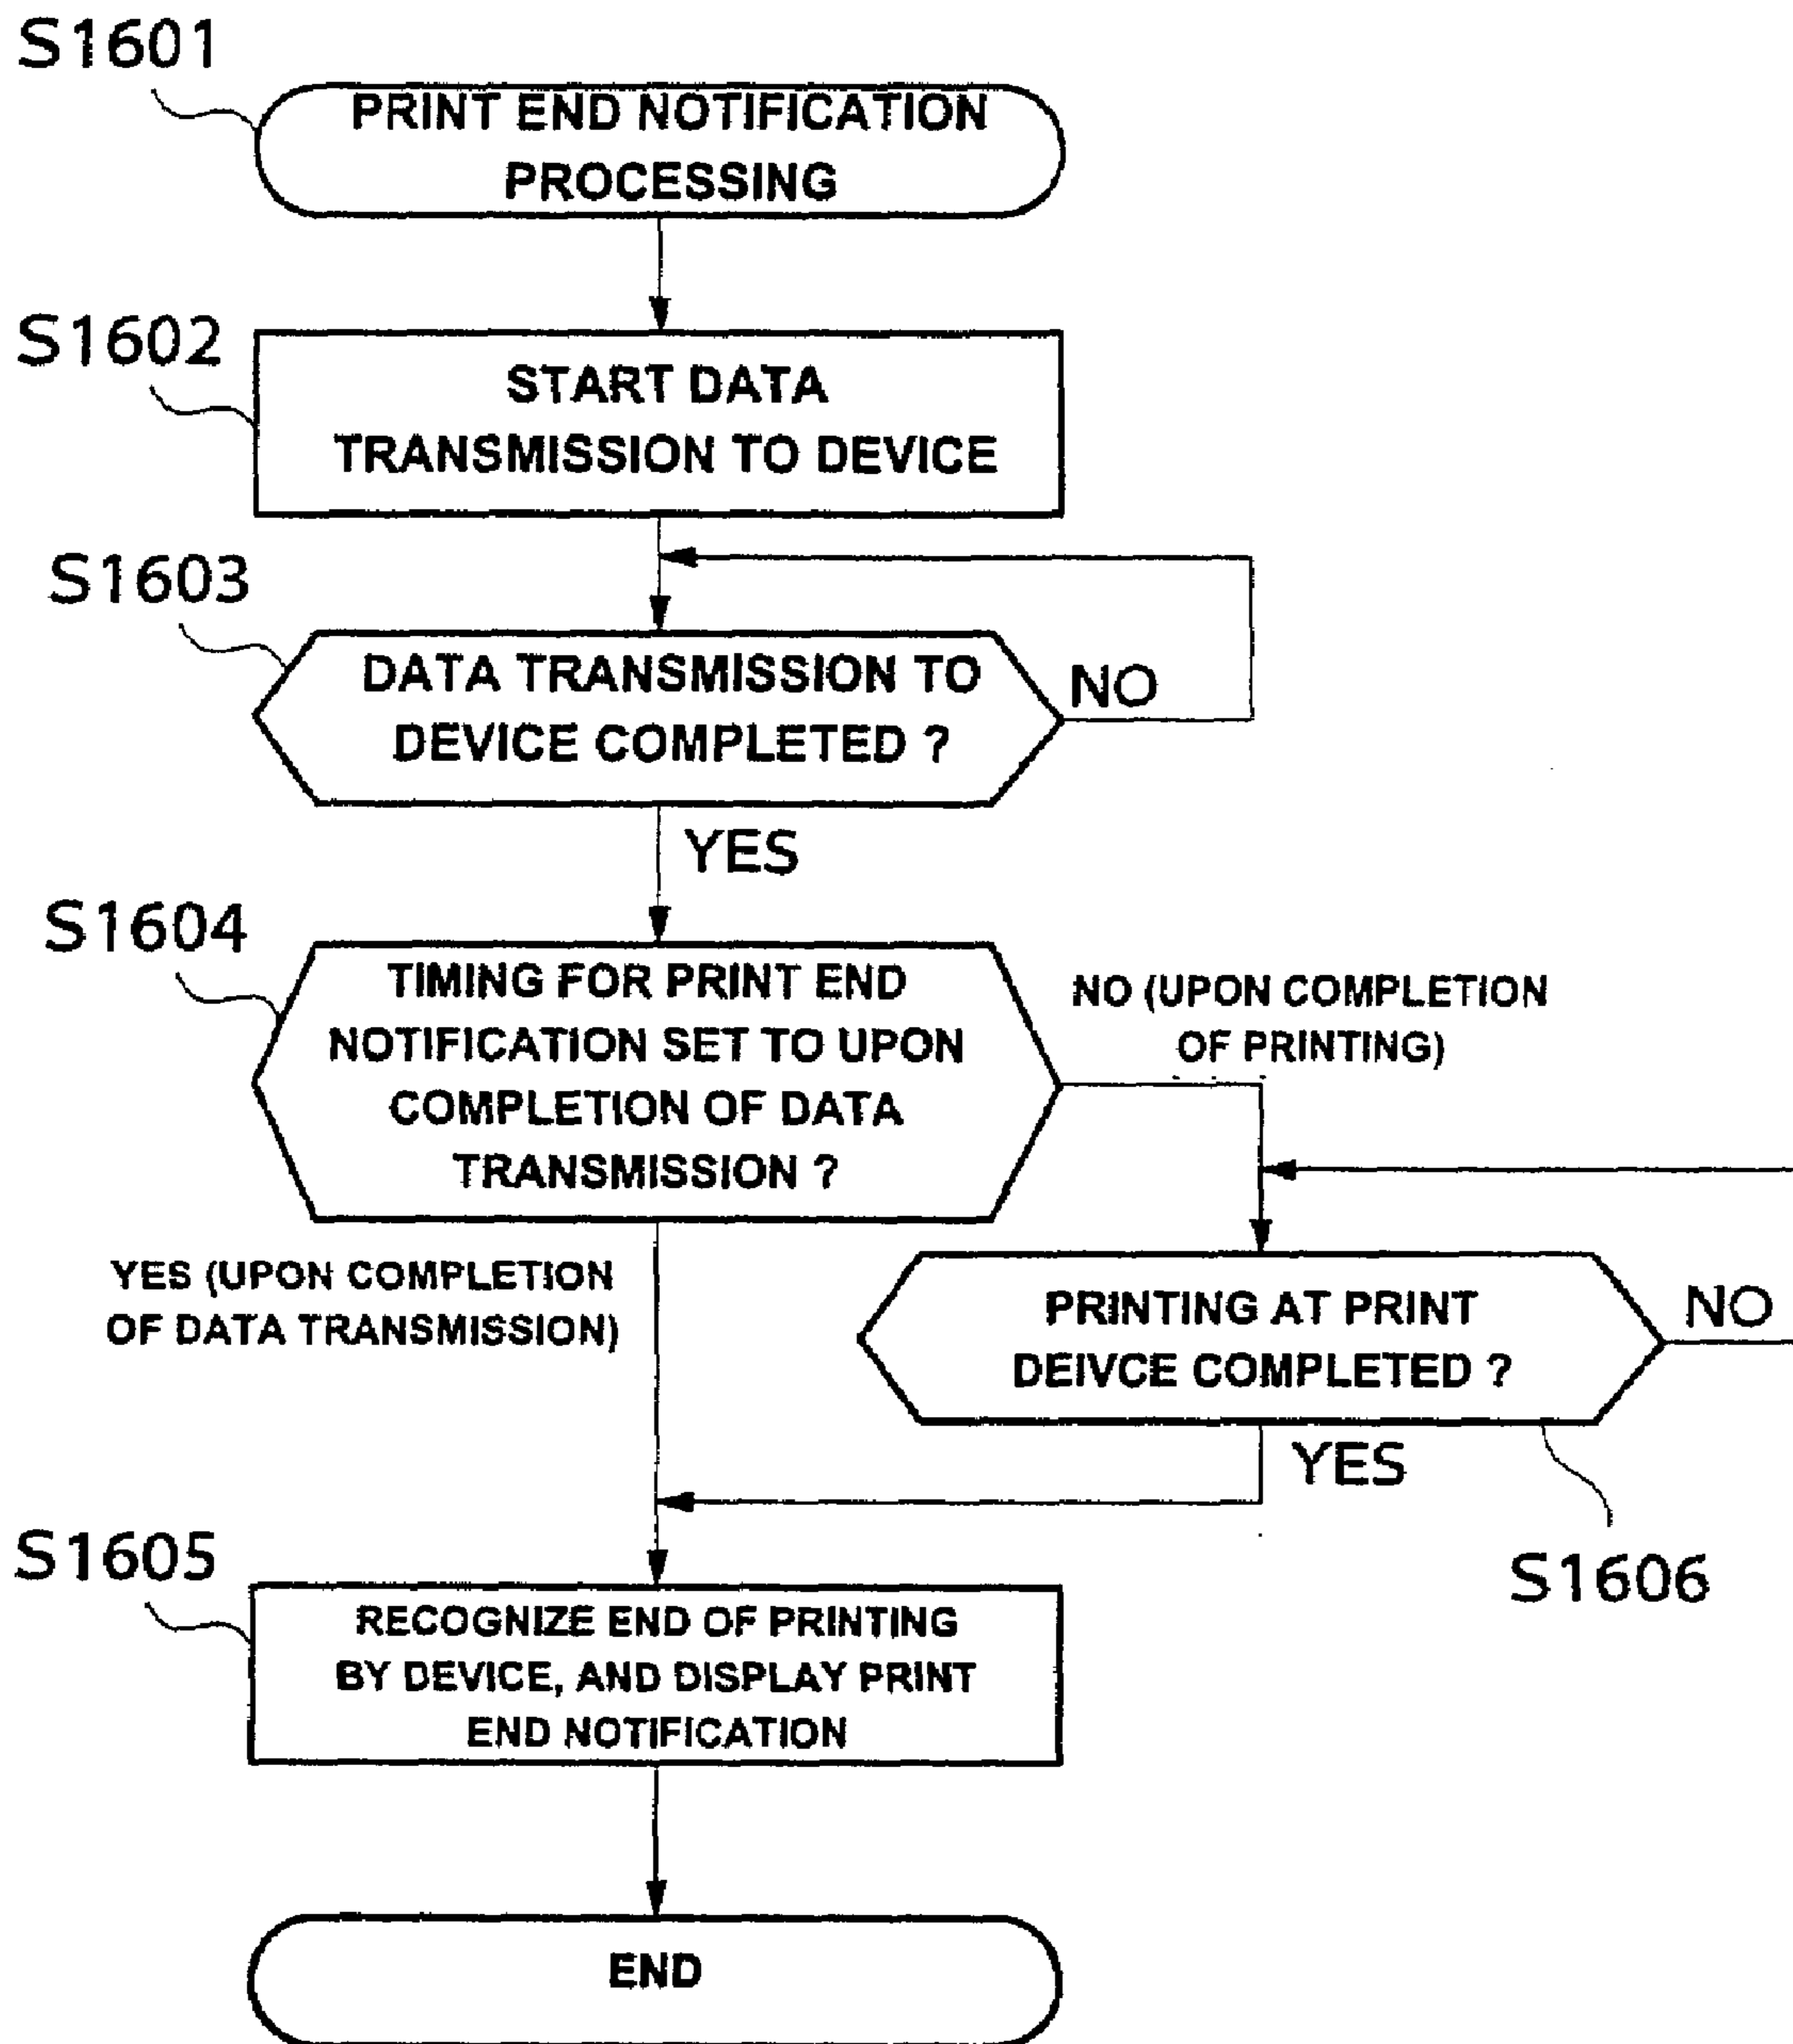 S1601
PRINT END NOTIFICATION
PROCESSING
S1602
START DATA
TRANSMISSION TO DEVICE
S1603
DATA TRANSMISSION TO
DEVICE COMPLETED ?
NO
YES
S1604
TIMING FOR PRINT END
NOTIFICATION SET TO UPON
COMPLETION OF DATA
TRANSMISSION ?
NO (UPON COMPLETION
OF PRINTING)
YES (UPON COMPLETION
OF DATA TRANSMISSION)
PRINTING AT PRINT
DEIVCE COMPLETED ?
NO
YES
S1606
S1605
RECOGNIZE END OF PRINTING
BY DEVICE, AND DISPLAY PRINT
END NOTIFICATION
END